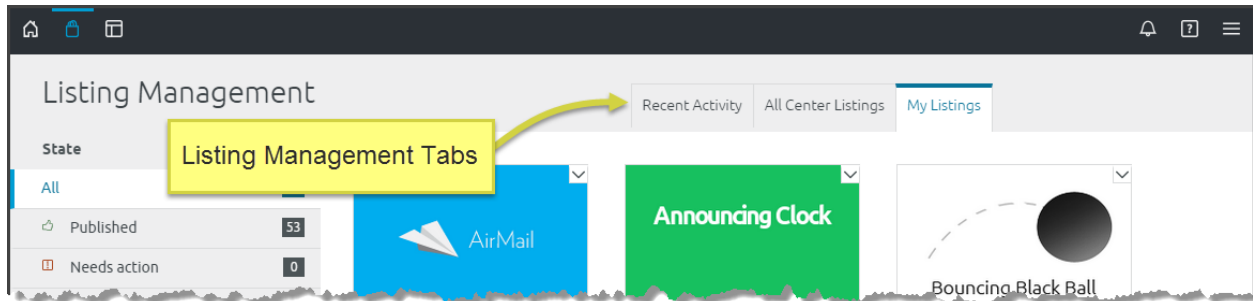 Listing Management
Recent Activity
All Center Listings
My Listings
Listing Management Tabs
State
All
Published 53
Needs action 0
AirMail
Announcing Clock
Bouncing Black Ball